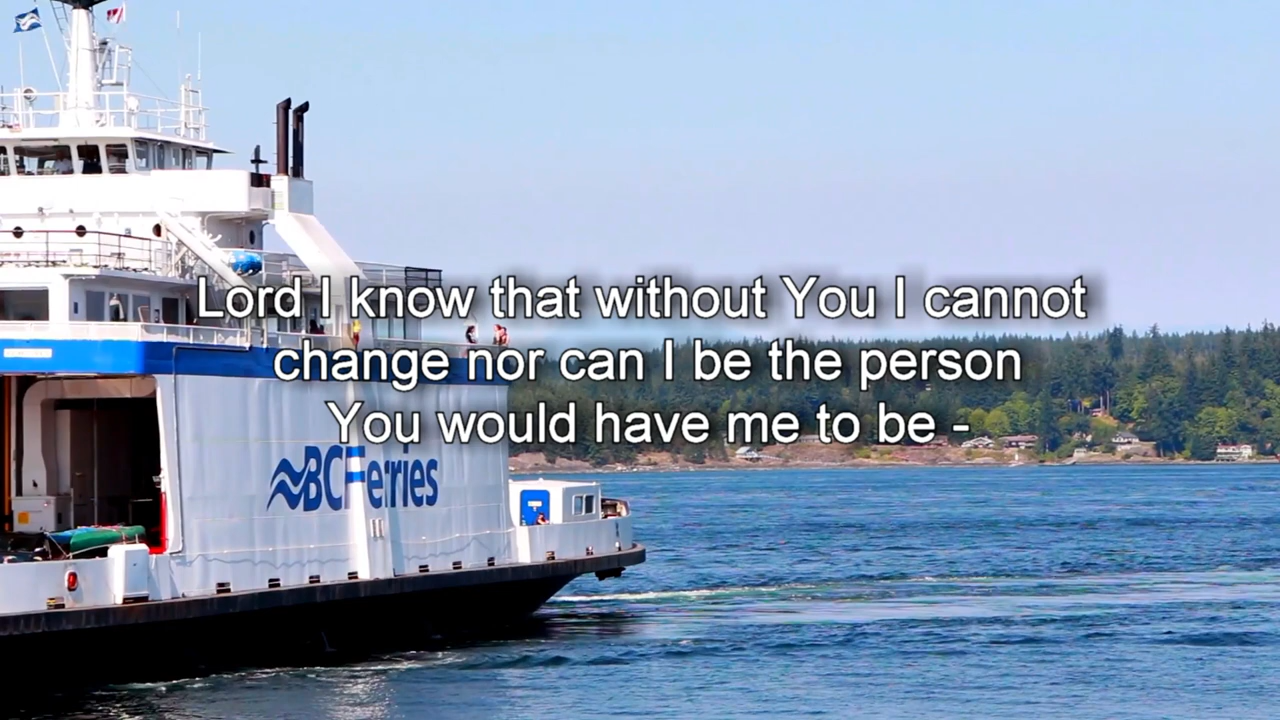 Lord I know that without You I cannot
change nor can I be the person
You would have me to be -
BCFerries